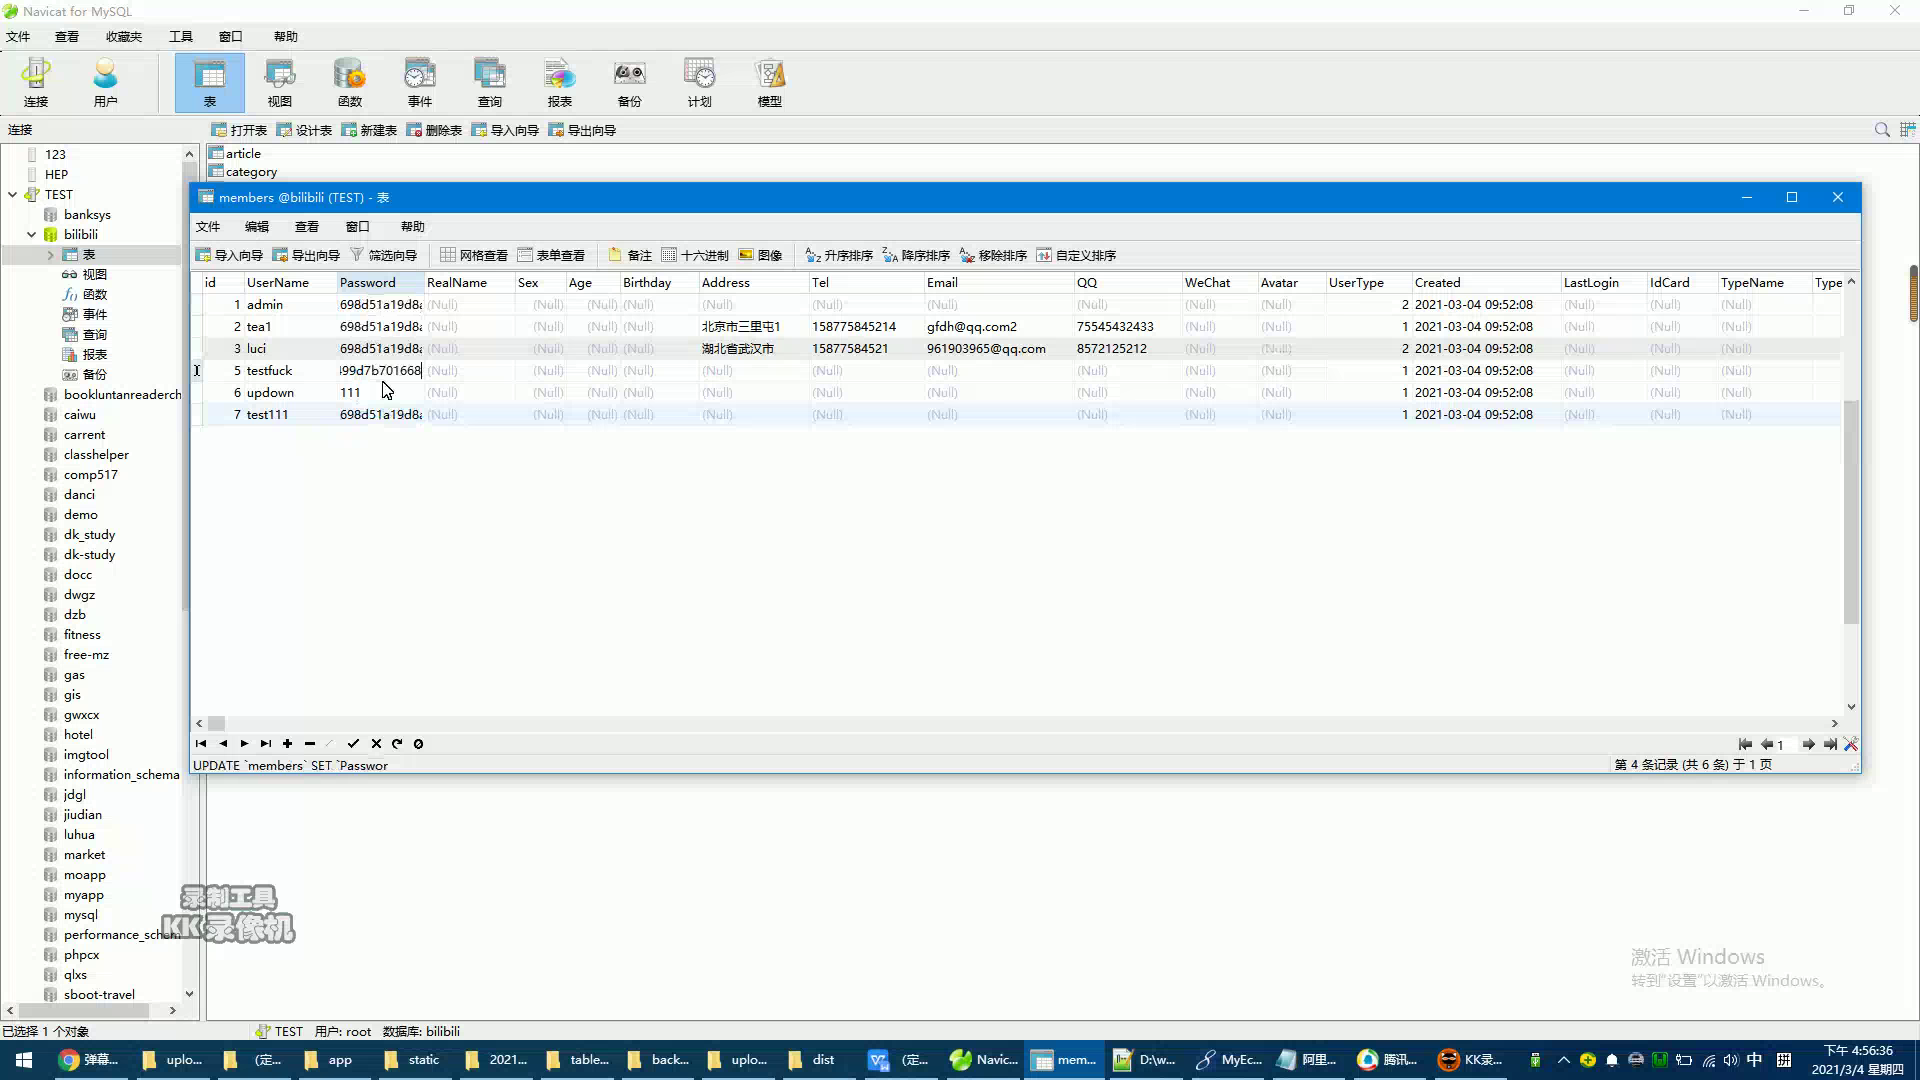 Navicat for MySQL
文件 查看 收藏夹 工具 窗口 帮助
连接 用户 表 视图 函数 事件 查询 报表 备份 计划 模型
连接 打开表 设计表 新建表 删除表 导入向导 导出向导
123
HEP
TEST
banksys
bilibili
表
视图
函数
事件
查询
报表
备份
bookluntanreaderch
caiwu
carrent
classhelper
comp517
danci
demo
dk_study
dk-study
docc
dwgz
dzb
fitness
free-mz
gas
gis
gwxcx
hotel
imgtool
information_schema
jdgl
jiudian
luhua
market
moapp
myapp
mysql
performance_schem
phpcx
qlxs
sboot-travel
article
category
members @bilibili (TEST) - 表
文件 编辑 查看 窗口 帮助
导入向导 导出向导 筛选向导 网格查看 表单查看 备注 十六进制 图像 升序排序 降序排序 移除排序 自定义排序
id UserName Password RealName Sex Age Birthday Address Tel Email QQ WeChat Avatar UserType Created LastLogin IdCard TypeName Type
1 admin 698d51a19d8a (Null) (Null) (Null) (Null) (Null) (Null) (Null) (Null) (Null) (Null) 2 2021-03-04 09:52:08 (Null) (Null) (Null)
2 tea1 698d51a19d8a (Null) (Null) (Null) (Null) 北京市三里屯1 158775845214 gfdh@qq.com2 75545432433 (Null) (Null) 1 2021-03-04 09:52:08 (Null) (Null) (Null)
3 luci 698d51a19d8a (Null) (Null) (Null) (Null) 湖北省武汉市 15877584521 961903965@qq.com 8572125212 (Null) (Null) 2 2021-03-04 09:52:08 (Null) (Null) (Null)
5 testfuck 99d7b701668 (Null) (Null) (Null) (Null) (Null) (Null) (Null) (Null) (Null) (Null) 1 2021-03-04 09:52:08 (Null) (Null) (Null)
6 updown 111 (Null) (Null) (Null) (Null) (Null) (Null) (Null) (Null) (Null) (Null) 1 2021-03-04 09:52:08 (Null) (Null) (Null)
7 test111 698d51a19d8a (Null) (Null) (Null) (Null) (Null) (Null) (Null) (Null) (Null) (Null) 1 2021-03-04 09:52:08 (Null) (Null) (Null)
1
UPDATE `members` SET `Passwor 第 4 条记录 (共 6 条) 于 1 页
录制工具
KK录像机
激活 Windows
转到“设置”以激活 Windows。
已选择 1 个对象 TEST 用户: root 数据库: bilibili
弹幕... uplo... (定... app static 2021... table... back... uplo... dist (定... Navic... mem... D:\w... MyEc... 阿里... 腾讯... KK录... 中 拼
下午 4:56:36
2021/3/4 星期四